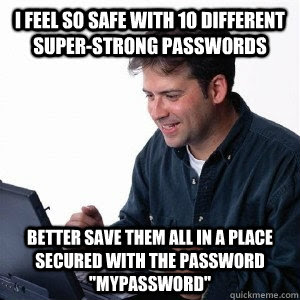 I FEEL SO SAFE WITH 10 DIFFERENT
SUPER-STRONG PASSWORDS
BETTER SAVE THEM ALL IN A PLACE
SECURED WITH THE PASSWORD
"MYPASSWORD"
quickmeme.com